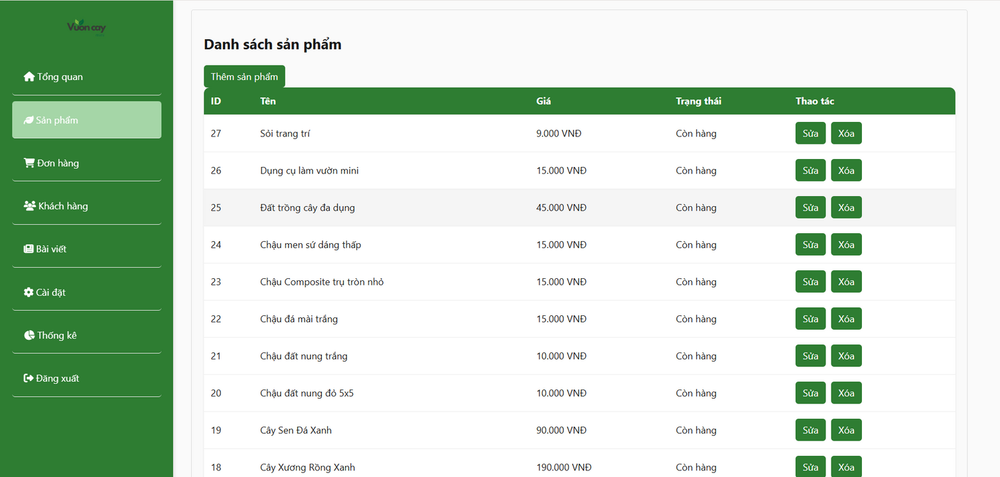 Vườn cây
Tổng quan
Sản phẩm
Đơn hàng
Khách hàng
Bài viết
Cài đặt
Thống kê
Đăng xuất
Danh sách sản phẩm
Thêm sản phẩm
ID Tên Giá Trạng thái Thao tác
27 Sỏi trang trí 9.000 VNĐ Còn hàng Sửa Xóa
26 Dụng cụ làm vườn mini 15.000 VNĐ Còn hàng Sửa Xóa
25 Đất trồng cây đa dụng 45.000 VNĐ Còn hàng Sửa Xóa
24 Chậu men sứ dáng thấp 15.000 VNĐ Còn hàng Sửa Xóa
23 Chậu Composite trụ tròn nhỏ 15.000 VNĐ Còn hàng Sửa Xóa
22 Chậu đá mài trắng 15.000 VNĐ Còn hàng Sửa Xóa
21 Chậu đất nung trắng 10.000 VNĐ Còn hàng Sửa Xóa
20 Chậu đất nung đỏ 5x5 10.000 VNĐ Còn hàng Sửa Xóa
19 Cây Sen Đá Xanh 90.000 VNĐ Còn hàng Sửa Xóa
18 Cây Xương Rồng Xanh 190.000 VNĐ Còn hàng Sửa Xóa